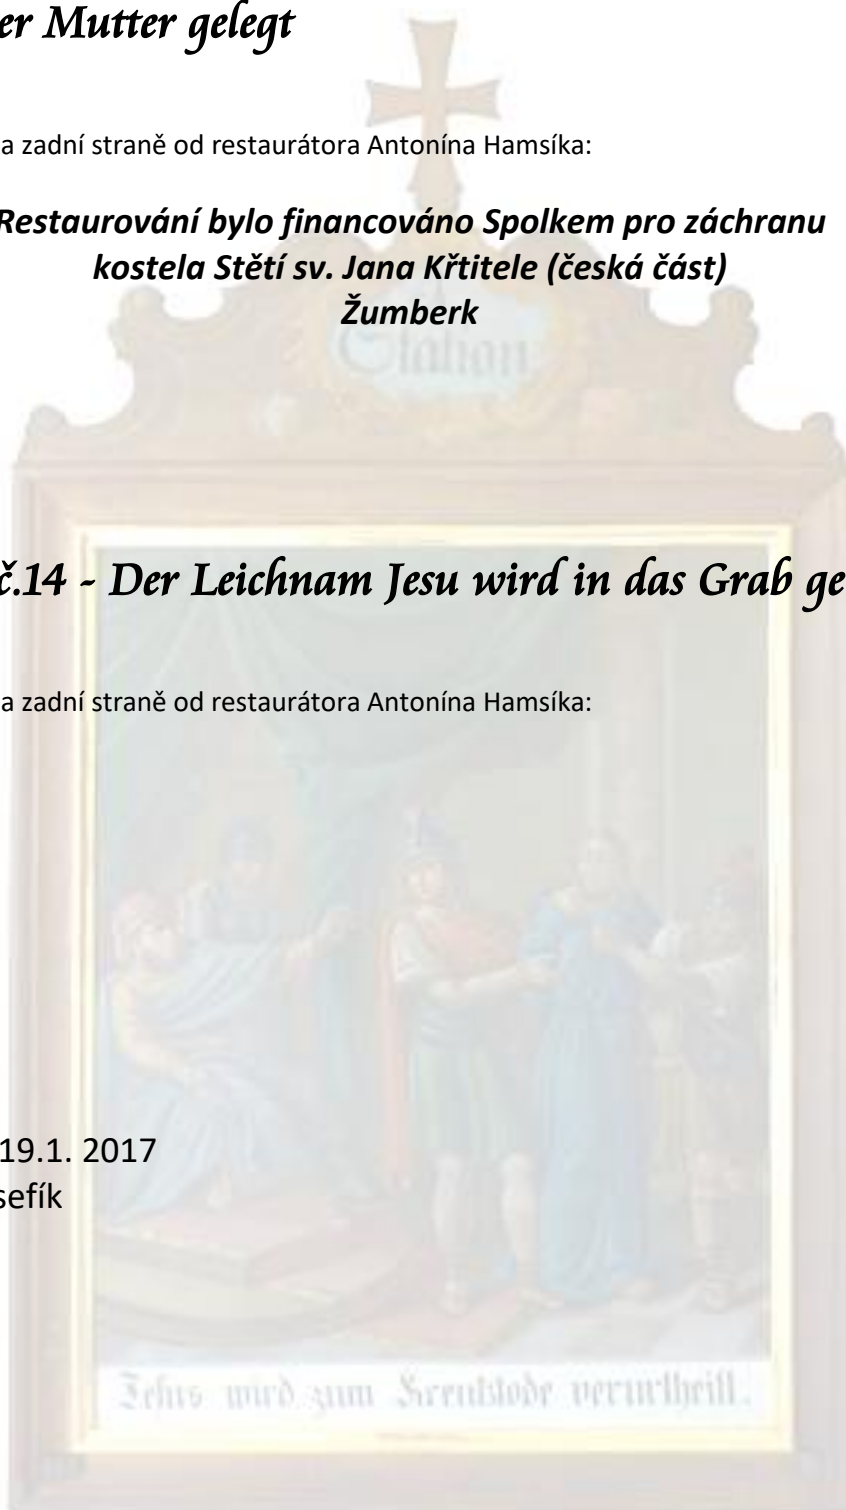 er Mutter gelegt
a zadní straně od restaurátora Antonína Hamsíka:
Restaurování bylo financováno Spolkem pro záchranu
kostela Stětí sv. Jana Křtitele (česká část)
Žumberk
Station
č.14 - Der Leichnam Jesu wird in das Grab ge
a zadní straně od restaurátora Antonína Hamsíka:
19.1. 2017
sefík
Jesus wird zum Kreutztode verurtheilt.